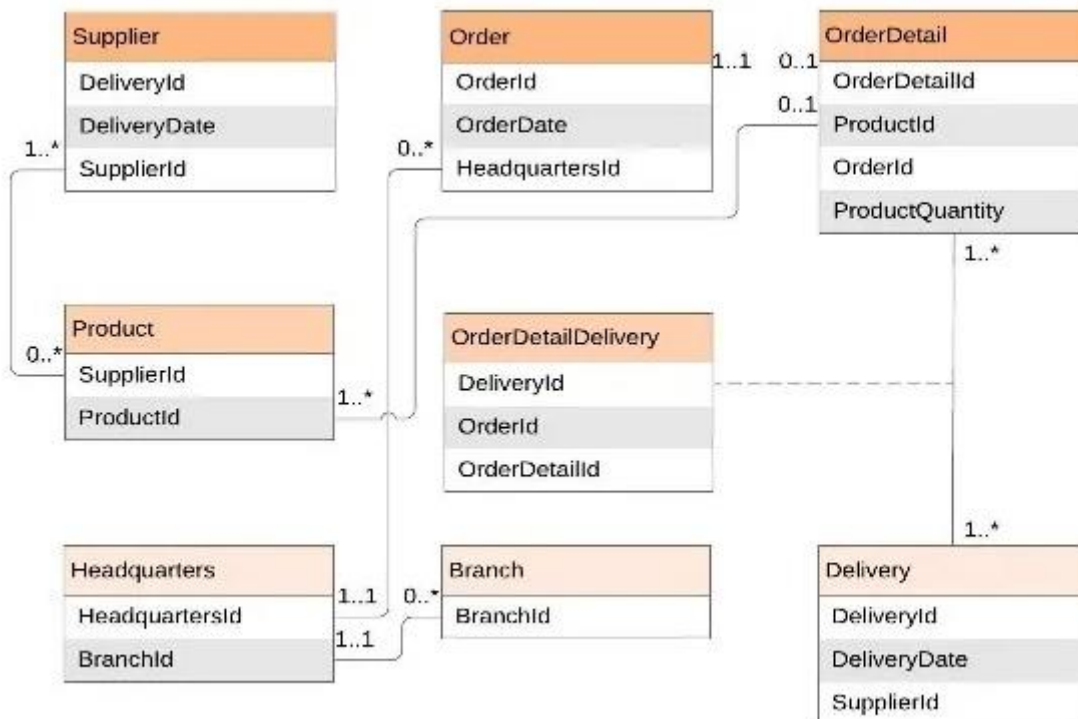 Supplier
DeliveryId
DeliveryDate
SupplierId
1..*
Order
OrderId
OrderDate
HeadquartersId
1..1
0..*
OrderDetail
OrderDetailId
ProductId
OrderId
ProductQuantity
0..1
0..1
1..*
Product
SupplierId
ProductId
0..*
1..*
OrderDetailDelivery
DeliveryId
OrderId
OrderDetailId
Headquarters
HeadquartersId
BranchId
1..1
1..1
Branch
BranchId
0..*
1..*
Delivery
DeliveryId
DeliveryDate
SupplierId